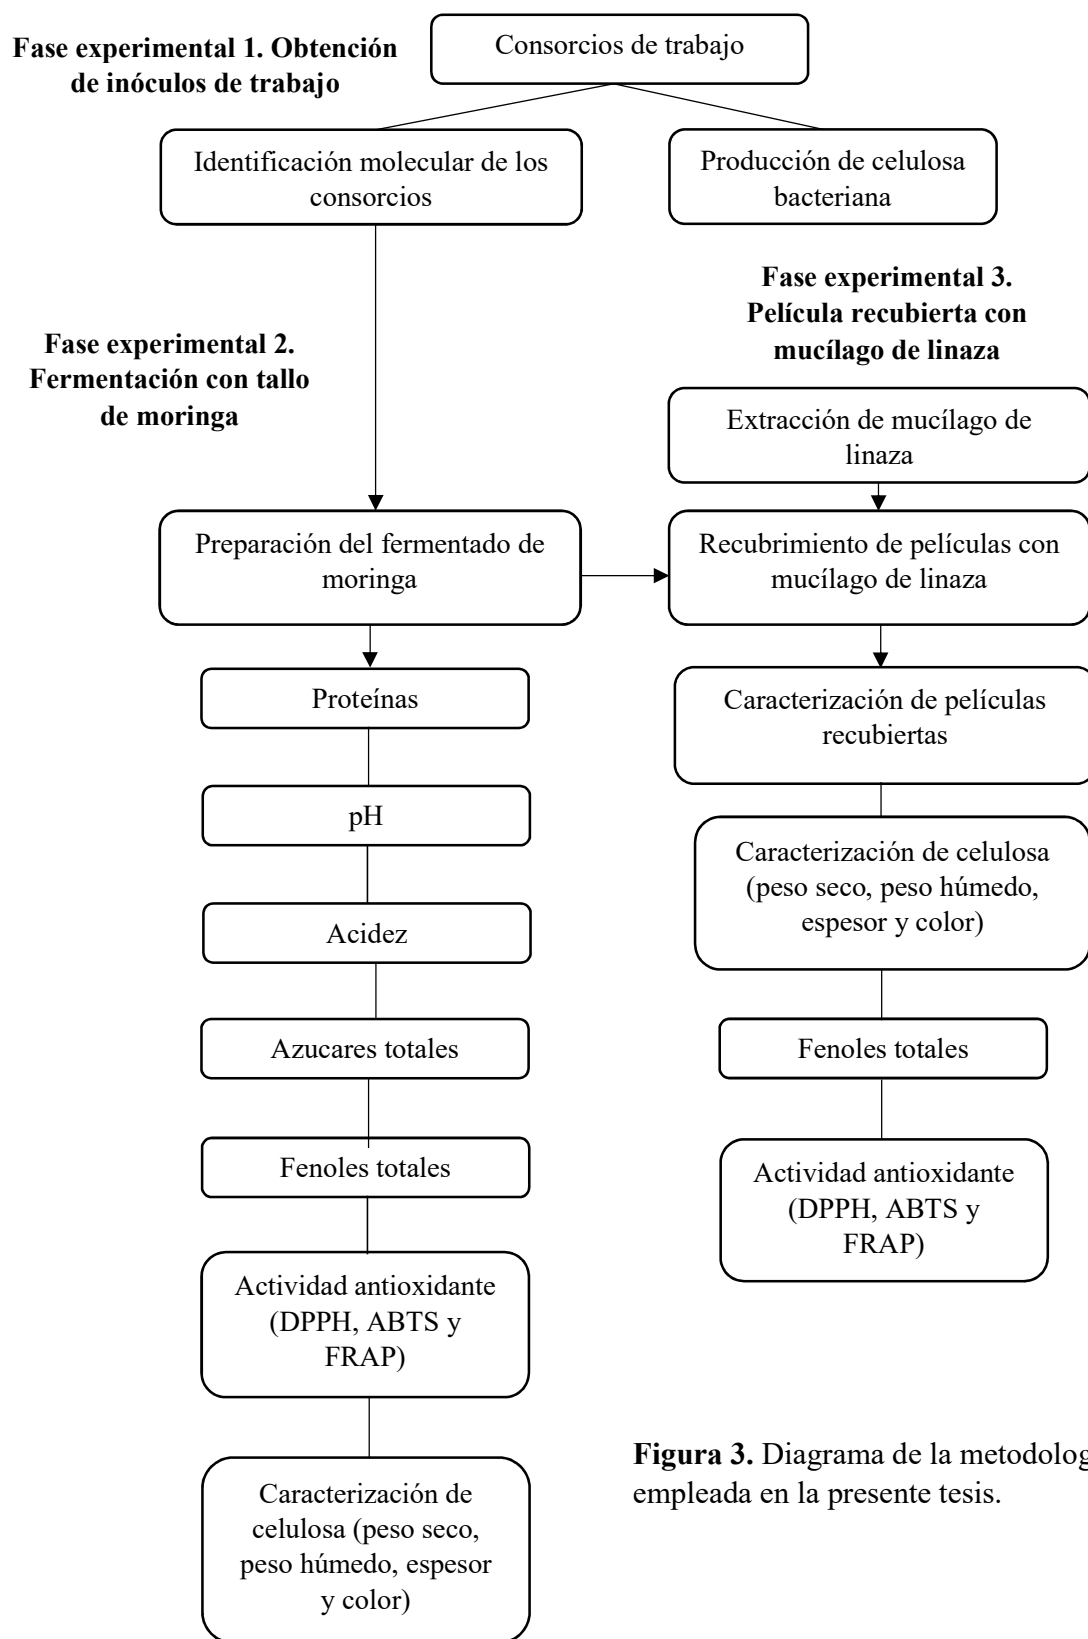 Fase experimental 1. Obtención
de inóculos de trabajo
Consorcios de trabajo
Identificación molecular de los
consorcios
Producción de celulosa
bacteriana
Fase experimental 2.
Fermentación con tallo
de moringa
Fase experimental 3.
Película recubierta con
mucílago de linaza
Extracción de mucílago de
linaza
Preparación del fermentado de
moringa
Recubrimiento de películas con
mucílago de linaza
Proteínas
pH
Acidez
Azucares totales
Fenoles totales
Actividad antioxidante
(DPPH, ABTS y
FRAP)
Caracterización de
celulosa (peso seco,
peso húmedo, espesor
y color)
Caracterización de películas
recubiertas
Caracterización de celulosa
(peso seco, peso húmedo,
espesor y color)
Fenoles totales
Actividad antioxidante
(DPPH, ABTS y
FRAP)
Figura 3. Diagrama de la metodolog
empleada en la presente tesis.